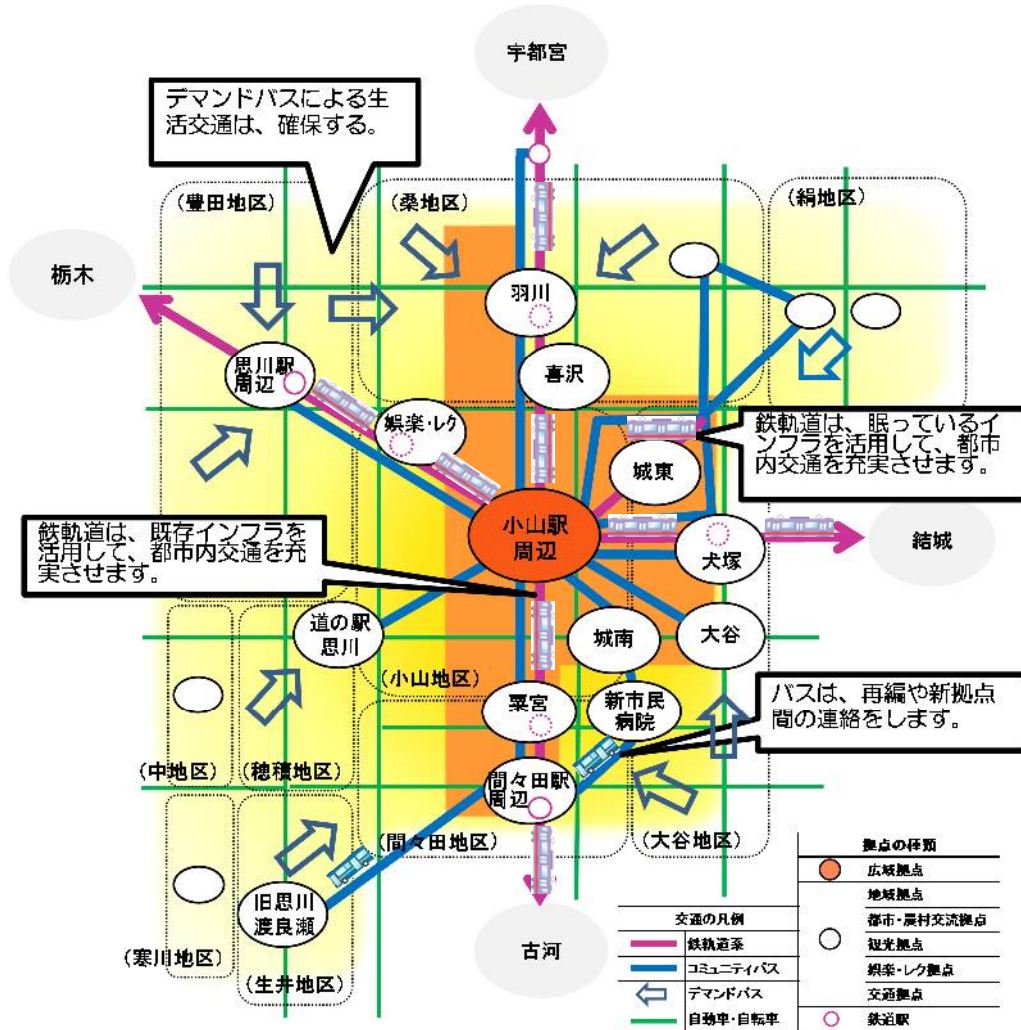 宇都宮
デマンドバスによる生
活交通は、確保する。
(豊田地区)
(桑地区)
(絹地区)
栃木
羽川
思川駅
周辺
喜沢
娯楽・レク
鉄軌道は、眠っているイ
ンフラを活用して、都市
内交通を充実させます。
城東
小山駅
周辺
鉄軌道は、既存インフラを
活用して、都市内交通を充
実させます。
犬塚
結城
道の駅
思川
城南
大谷
(小山地区)
粟宮
新市民
病院
バスは、再編や新拠点
間の連絡をします。
(中地区)
(穂積地区)
間々田駅
周辺
(間々田地区)
(大谷地区)
旧思川
渡良瀬
(寒川地区)
(生井地区)
古河
交通の凡例
鉄軌道系
コミュニティバス
デマンドバス
自動車・自転車
拠点の種類
広域拠点
地域拠点
都市・農村交流拠点
観光拠点
娯楽・レク拠点
交通拠点
鉄道駅